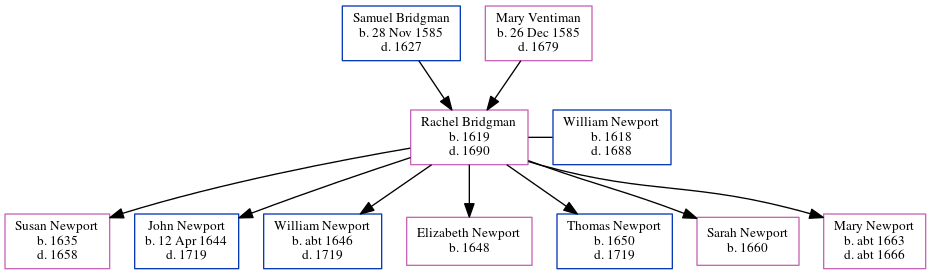 Samuel Bridgman
b. 28 Nov 1585
d. 1627
Mary Ventiman
b. 26 Dec 1585
d. 1679
Rachel Bridgman
b. 1619
d. 1690
William Newport
b. 1618
d. 1688
Susan Newport
b. 1635
d. 1658
John Newport
b. 12 Apr 1644
d. 1719
William Newport
b. abt 1646
d. 1719
Elizabeth Newport
b. 1648
Thomas Newport
b. 1650
d. 1719
Sarah Newport
b. 1660
Mary Newport
b. abt 1663
d. abt 1666